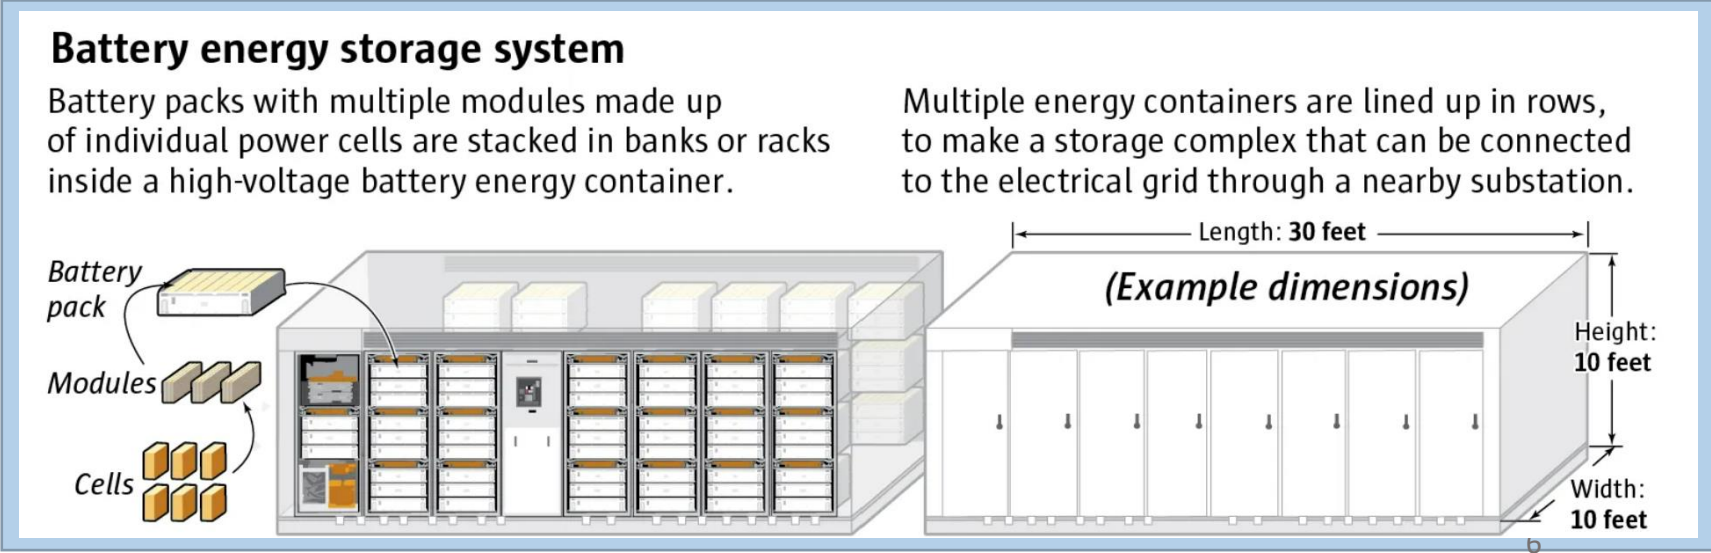 Battery energy storage system
Battery packs with multiple modules made up
of individual power cells are stacked in banks or racks
inside a high-voltage battery energy container.
Multiple energy containers are lined up in rows,
to make a storage complex that can be connected
to the electrical grid through a nearby substation.
Length: 30 feet
(Example dimensions)
Battery
pack
Modules
Cells
Height:
10 feet
Width:
10 feet
6